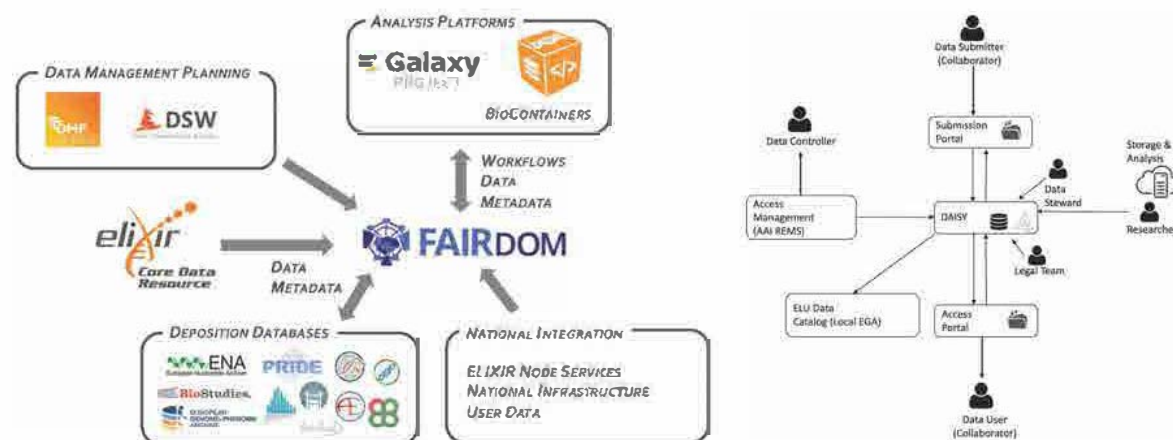 ANALYSIS PLATFORMS
Galaxy
BIOCONTAINERS
DATA MANAGEMENT PLANNING
DSW
WORKFLOWS
DATA
METADATA
elixir
Core Data
Resource
DATA
METADATA
FAIRDOM
DEPOSITION DATABASES
ENA
PRIDE
BioStudies.
NATIONAL INTEGRATION
ELIXIR NODE SERVICES
NATIONAL INFRASTRUCTURE
USER DATA
Data Submitter
(Collaborator)
Submission
Portal
Data Controller
Storage &
Analysis
Data
Steward
Access
Management
(AAI REMS)
DAISY
Researche
Legal Team
ELU Data
Catalog (Local EGA)
Access
Portal
Data User
(Collaborator)